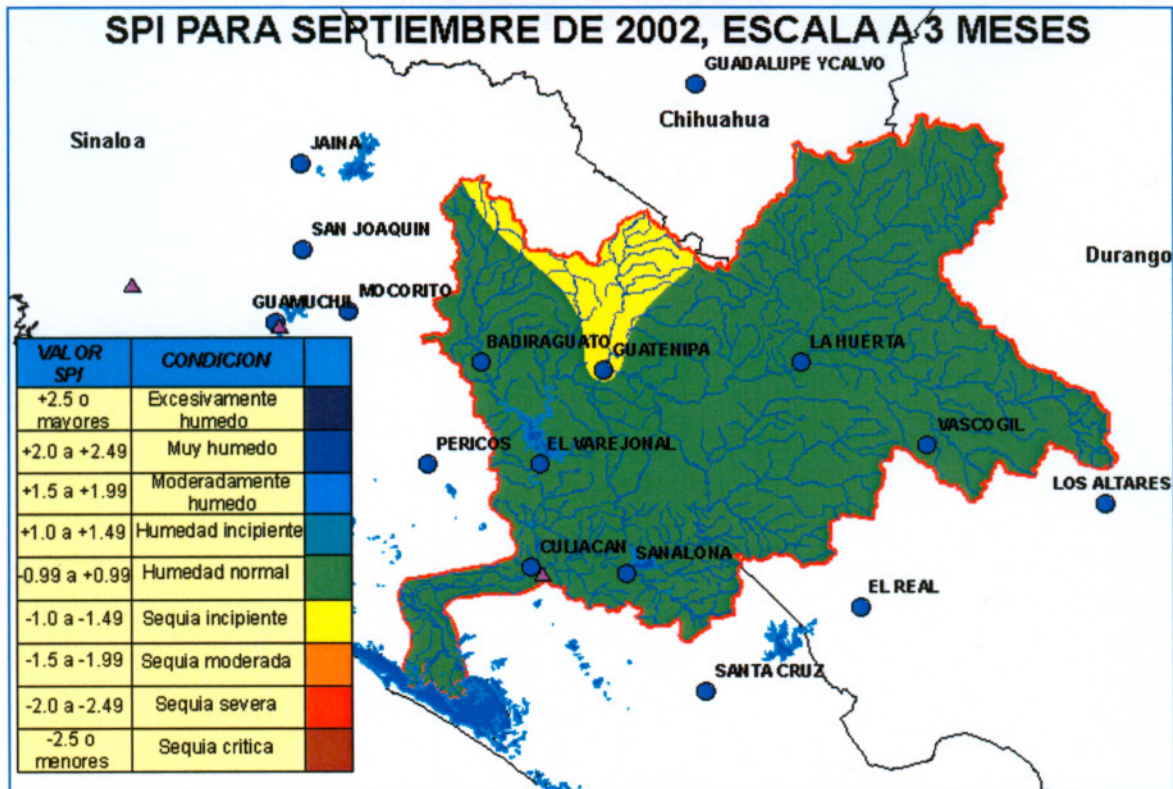 SPI PARA SEPTIEMBRE DE 2002, ESCALA A 3 MESES
GUADALUPE YCALVO
Chihuahua
Sinaloa
JAINA
SAN JOAQUIN
Durango
MOCORITO
GUAMUCHIL
BADIRAGUATO
GUATENIPA
LA HUERTA
VASCOGIL
PERICOS
EL VAREJONAL
LOS ALTARES
CULIACAN
SANALONA
EL REAL
SANTA CRUZ
VALOR SPI CONDICION
+2.5 o mayores Excesivamente humedo
+2.0 a +2.49 Muy humedo
+1.5 a +1.99 Moderadamente humedo
+1.0 a +1.49 Humedad incipiente
-0.99 a +0.99 Humedad normal
-1.0 a -1.49 Sequia incipiente
-1.5 a -1.99 Sequia moderada
-2.0 a -2.49 Sequia severa
-2.5 o menores Sequia critica